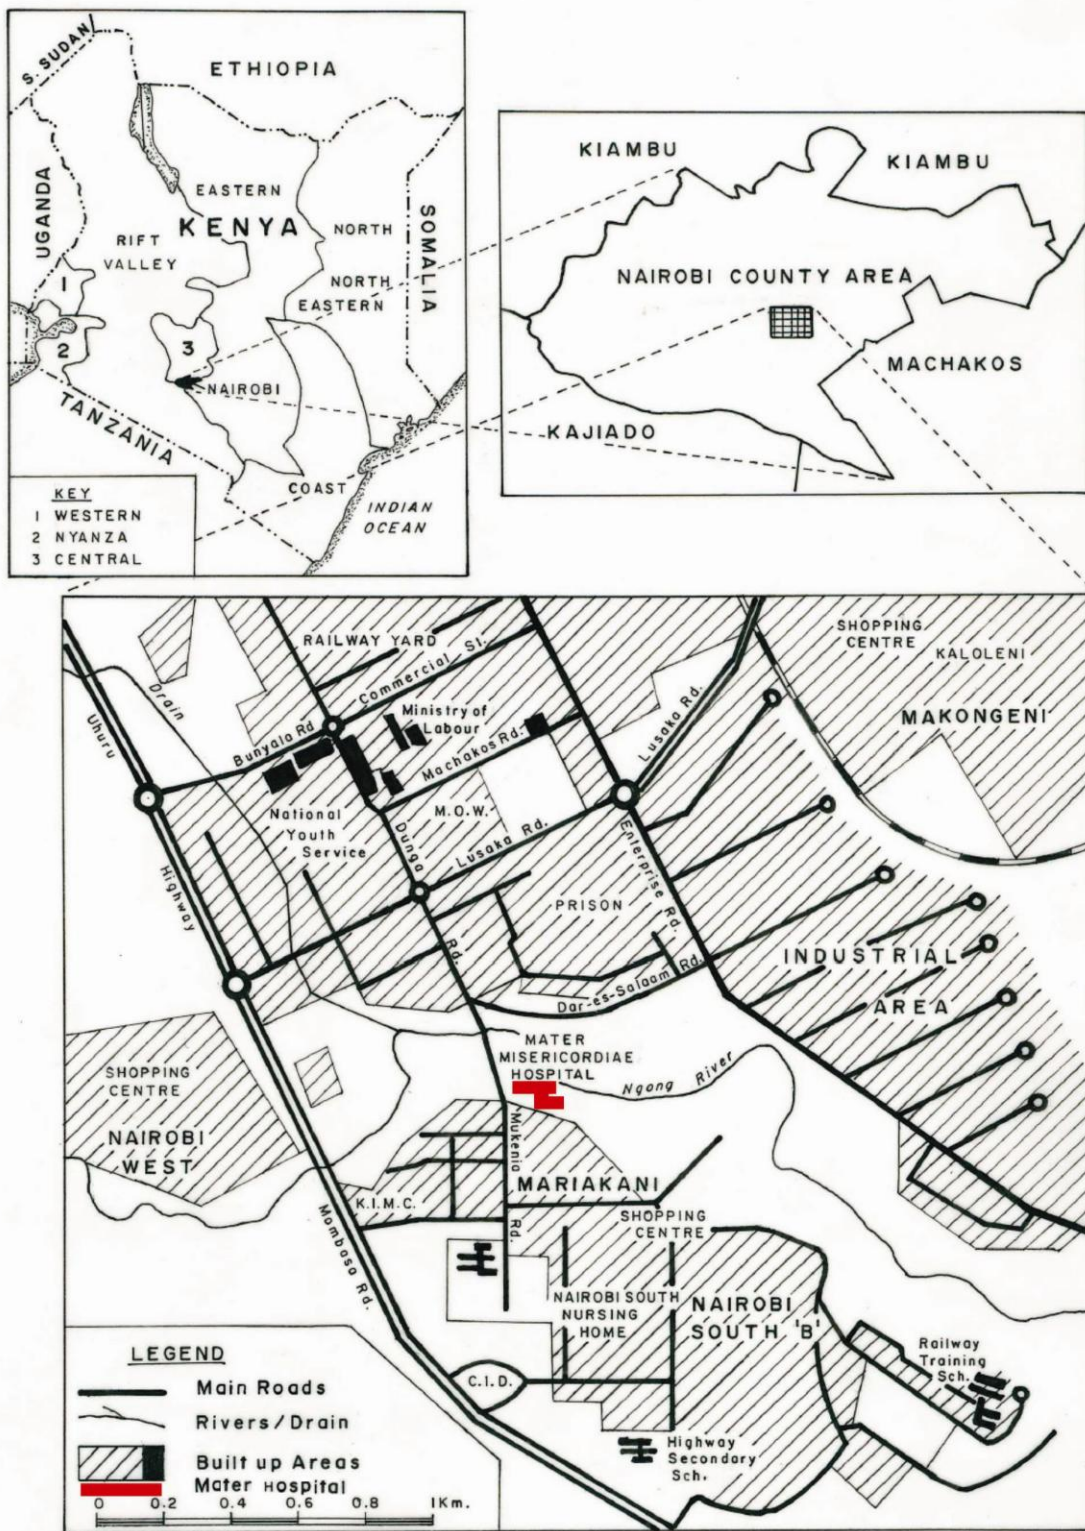 S. SUDAN
ETHIOPIA
UGANDA
EASTERN
KENYA
RIFT
VALLEY
NORTH
NORTH
EASTERN
SOMALIA
1
2
3
NAIROBI
TANZANIA
COAST
INDIAN
OCEAN
KEY
1 WESTERN
2 NYANZA
3 CENTRAL
KIAMBU
KIAMBU
NAIROBI COUNTY AREA
MACHAKOS
KAJIADO
RAILWAY YARD
Commercial St.
SHOPPING
CENTRE
KALOLENI
MAKONGENI
Drain
Uhuru
Highway
Bunyala Rd
Ministry of
Labour
Machakos Rd.
Lusaka Rd.
National
Youth
Service
M.O.W.
Dunga
Rd.
Lusaka Rd.
Enterprise
Rd.
PRISON
Dar-es-Salaam Rd.
INDUSTRIAL
AREA
MATER
MISERICORDIAE
HOSPITAL
Ngong River
SHOPPING
CENTRE
NAIROBI
WEST
Mukenia
Rd.
MARIAKANI
K.I.M.C.
SHOPPING
CENTRE
Mombasa Rd.
NAIROBI SOUTH
NURSING
HOME
NAIROBI
SOUTH 'B'
Railway
Training
Sch.
C.I.D.
Highway
Secondary
Sch.
LEGEND
Main Roads
Rivers/Drain
Built up Areas
Mater HOSPITAL
0 0.2 0.4 0.6 0.8 1Km.